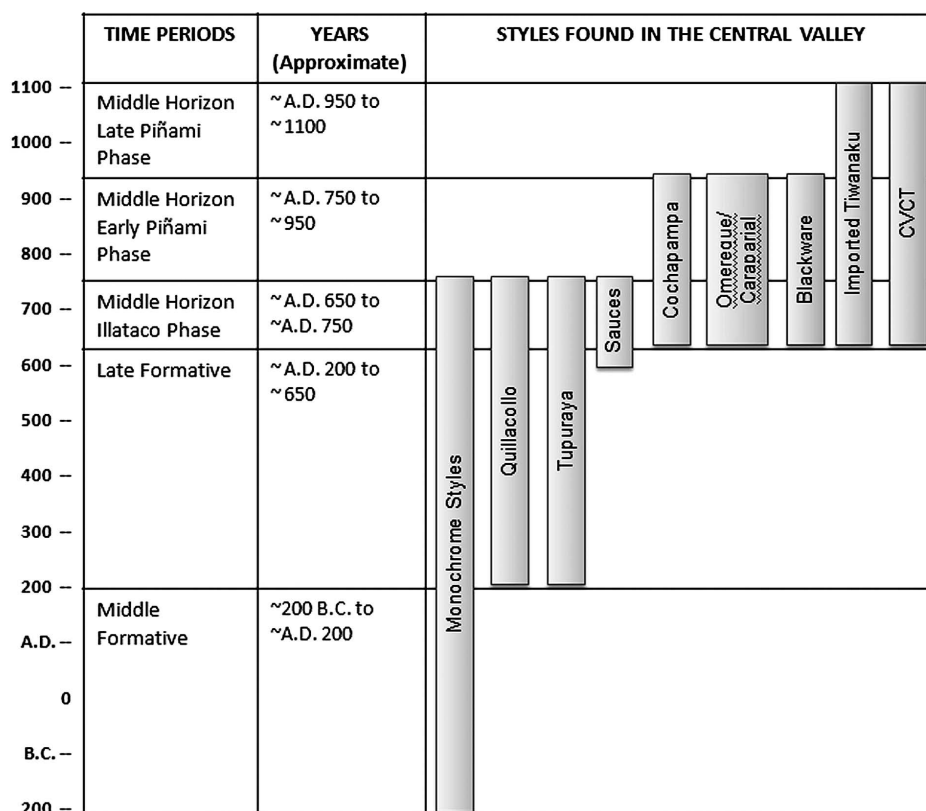 TIME PERIODS
YEARS
(Approximate)
STYLES FOUND IN THE CENTRAL VALLEY
1100 --
1000 --
900 --
800 --
700 --
600 --
500 --
400 --
300 --
200 --
A.D. --
0
B.C. --
200 --
Middle Horizon
Late Piñami
Phase
~A.D. 950 to
~1100
Middle Horizon
Early Piñami
Phase
~A.D. 750 to
~950
Middle Horizon
Illataco Phase
~A.D. 650 to
~A.D. 750
Late Formative
~A.D. 200 to
~650
Middle
Formative
~200 B.C. to
~A.D. 200
Monochrome Styles
Quillacollo
Tupuraya
Sauces
Cochapampa
Omereque/
Caraparial
Blackware
Imported Tiwanaku
CVCT